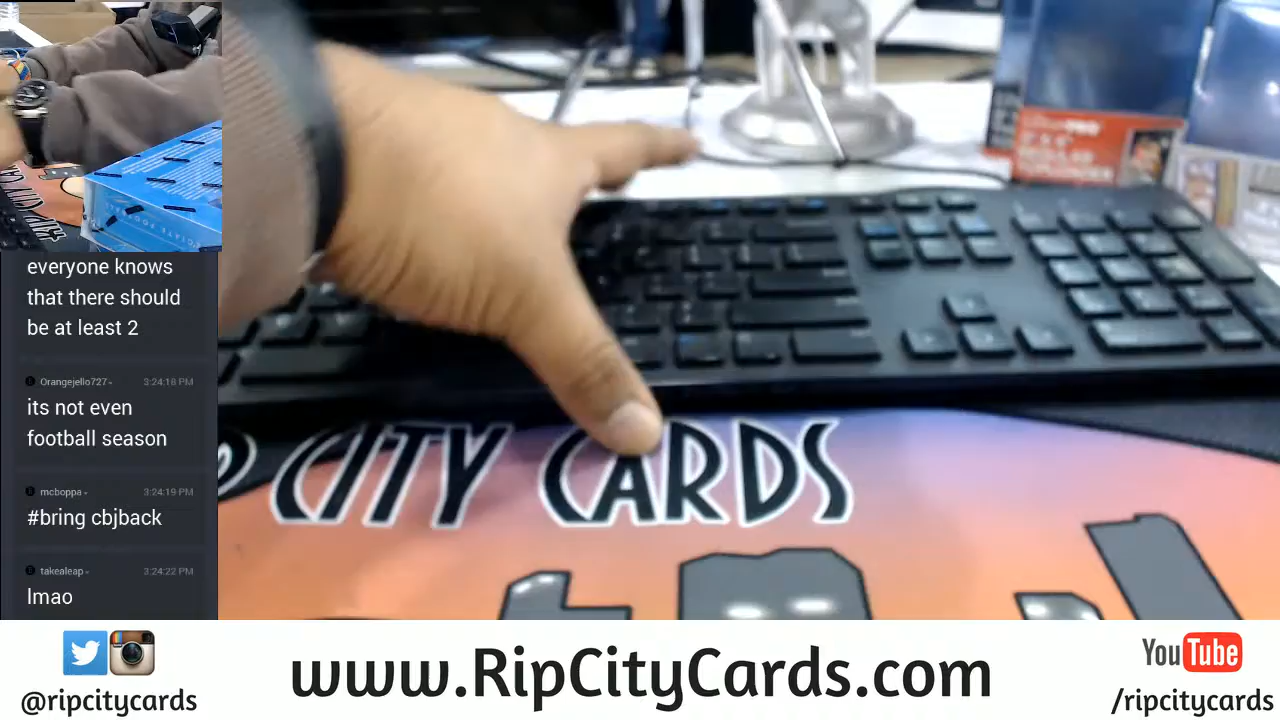 everyone knows
that there should
be at least 2
Orangejello727 3:24:18 PM
its not even
football season
mcboppa 3:24:19 PM
#bring cbjback
takealeap 3:24:22 PM
lmao
CITY CARDS
@ripcitycards
www.RipCityCards.com
YouTube
/ripcitycards